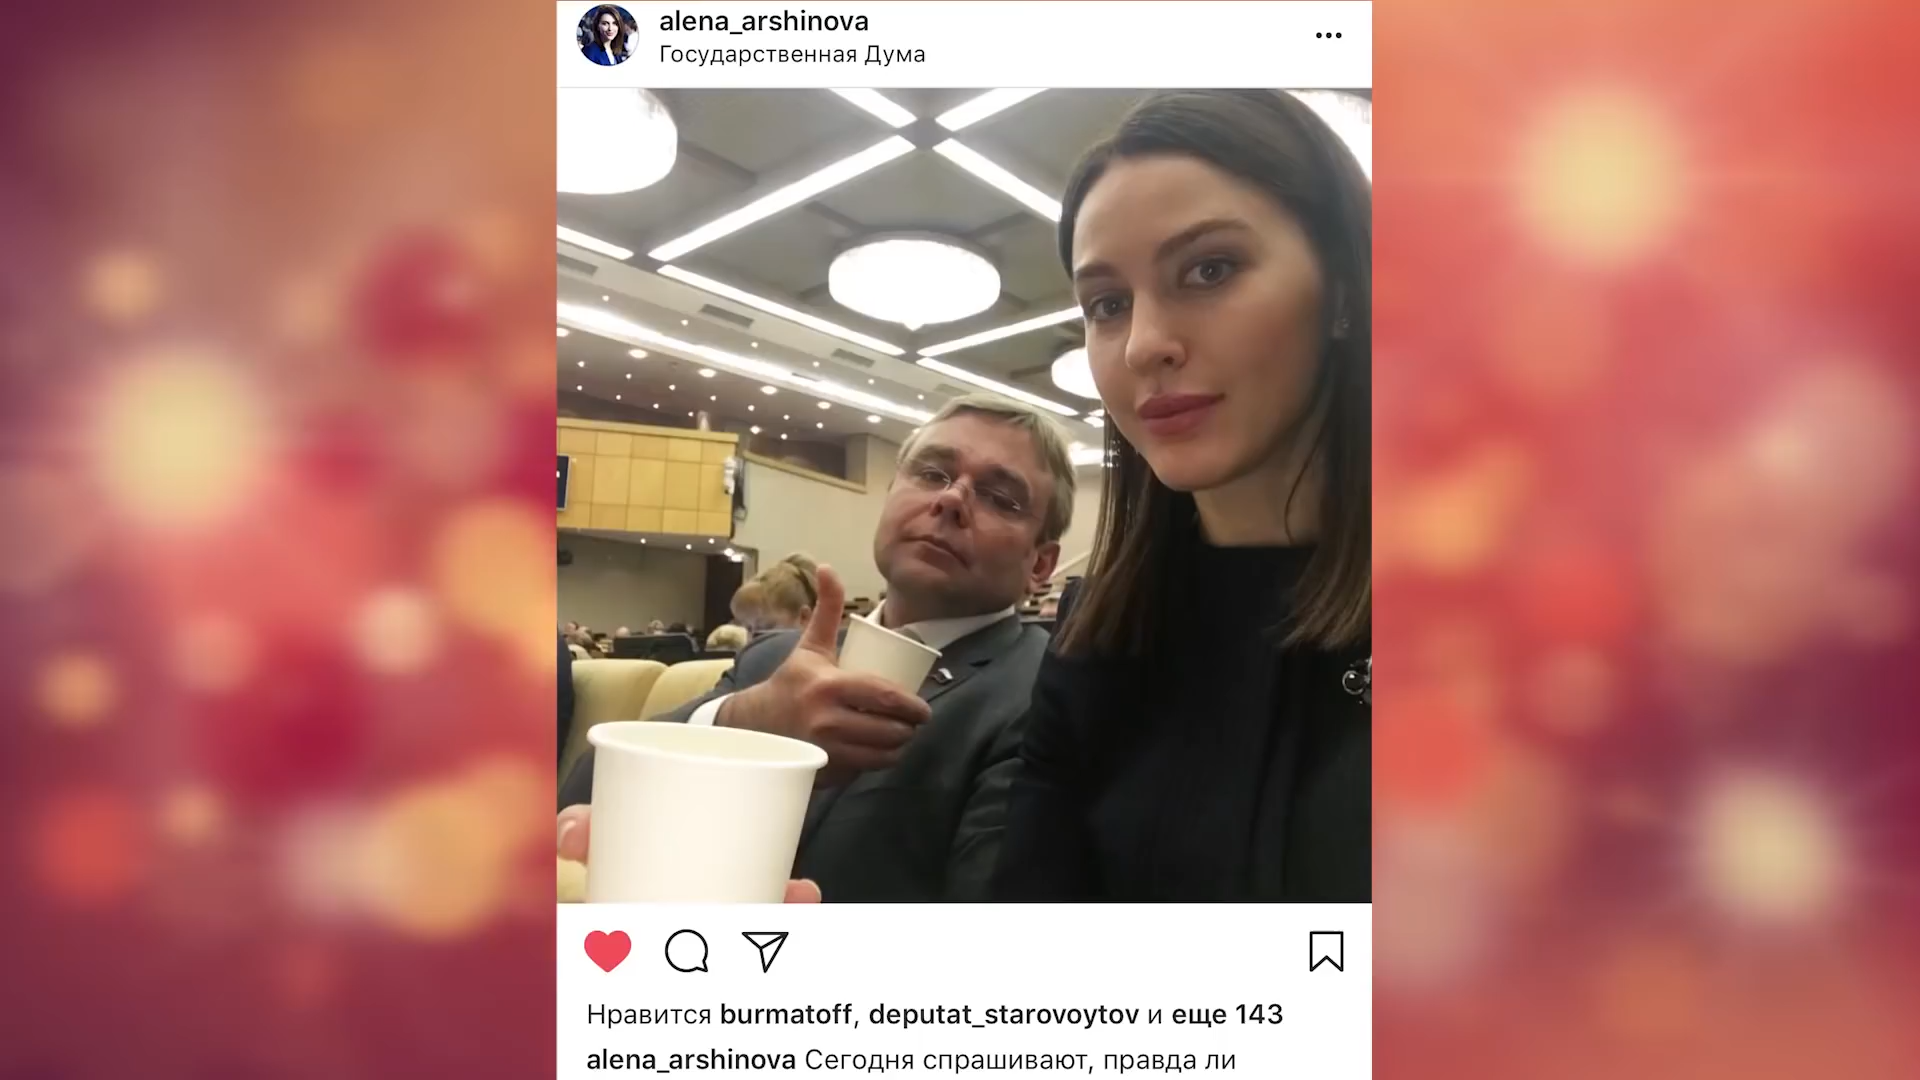 alena_arshinova
Государственная Дума
Нравится burmatoff, deputat_starovoytov и еще 143
alena_arshinova Сегодня спрашивают, правда ли